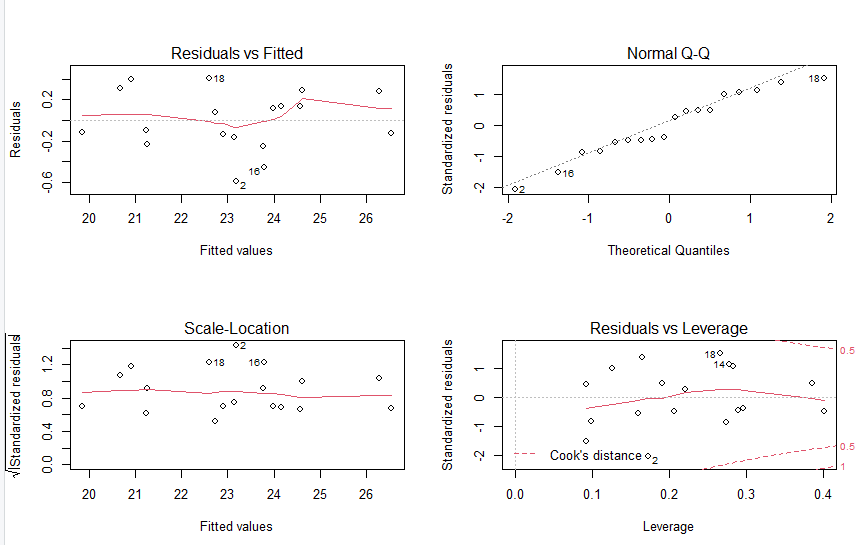 Residuals vs Fitted
Residuals
0.2
-0.2
-0.6
18
16
2
20 21 22 23 24 25 26
Fitted values
Normal Q-Q
Standardized residuals
1
0
-1
-2
18
16
2
-2 -1 0 1 2
Theoretical Quantiles
Scale-Location
√|Standardized residuals|
1.2
0.8
0.4
0.0
2
18
16
20 21 22 23 24 25 26
Fitted values
Residuals vs Leverage
Standardized residuals
1
0
-1
-2
18
14
2
0.5
0.5
1
Cook's distance
0.0 0.1 0.2 0.3 0.4
Leverage